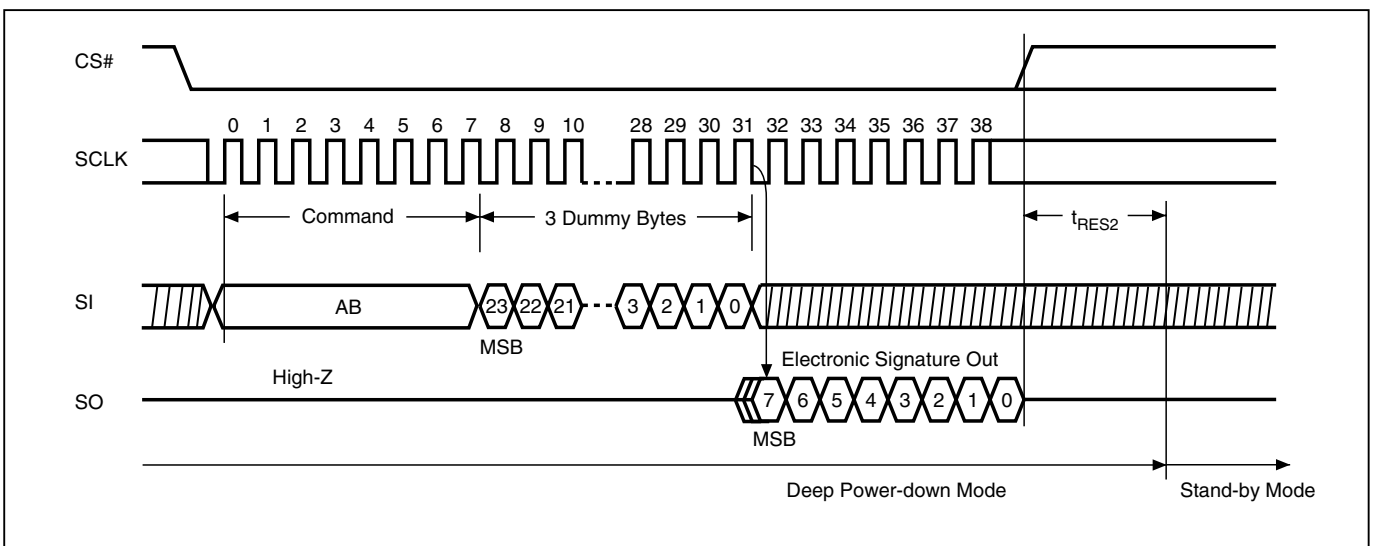 CS#
0 1 2 3 4 5 6 7 8 9 10 28 29 30 31 32 33 34 35 36 37 38
SCLK
Command 3 Dummy Bytes tRES2
SI AB 23 22 21 3 2 1 0
MSB
Electronic Signature Out
High-Z
SO 7 6 5 4 3 2 1 0
MSB
Deep Power-down Mode Stand-by Mode